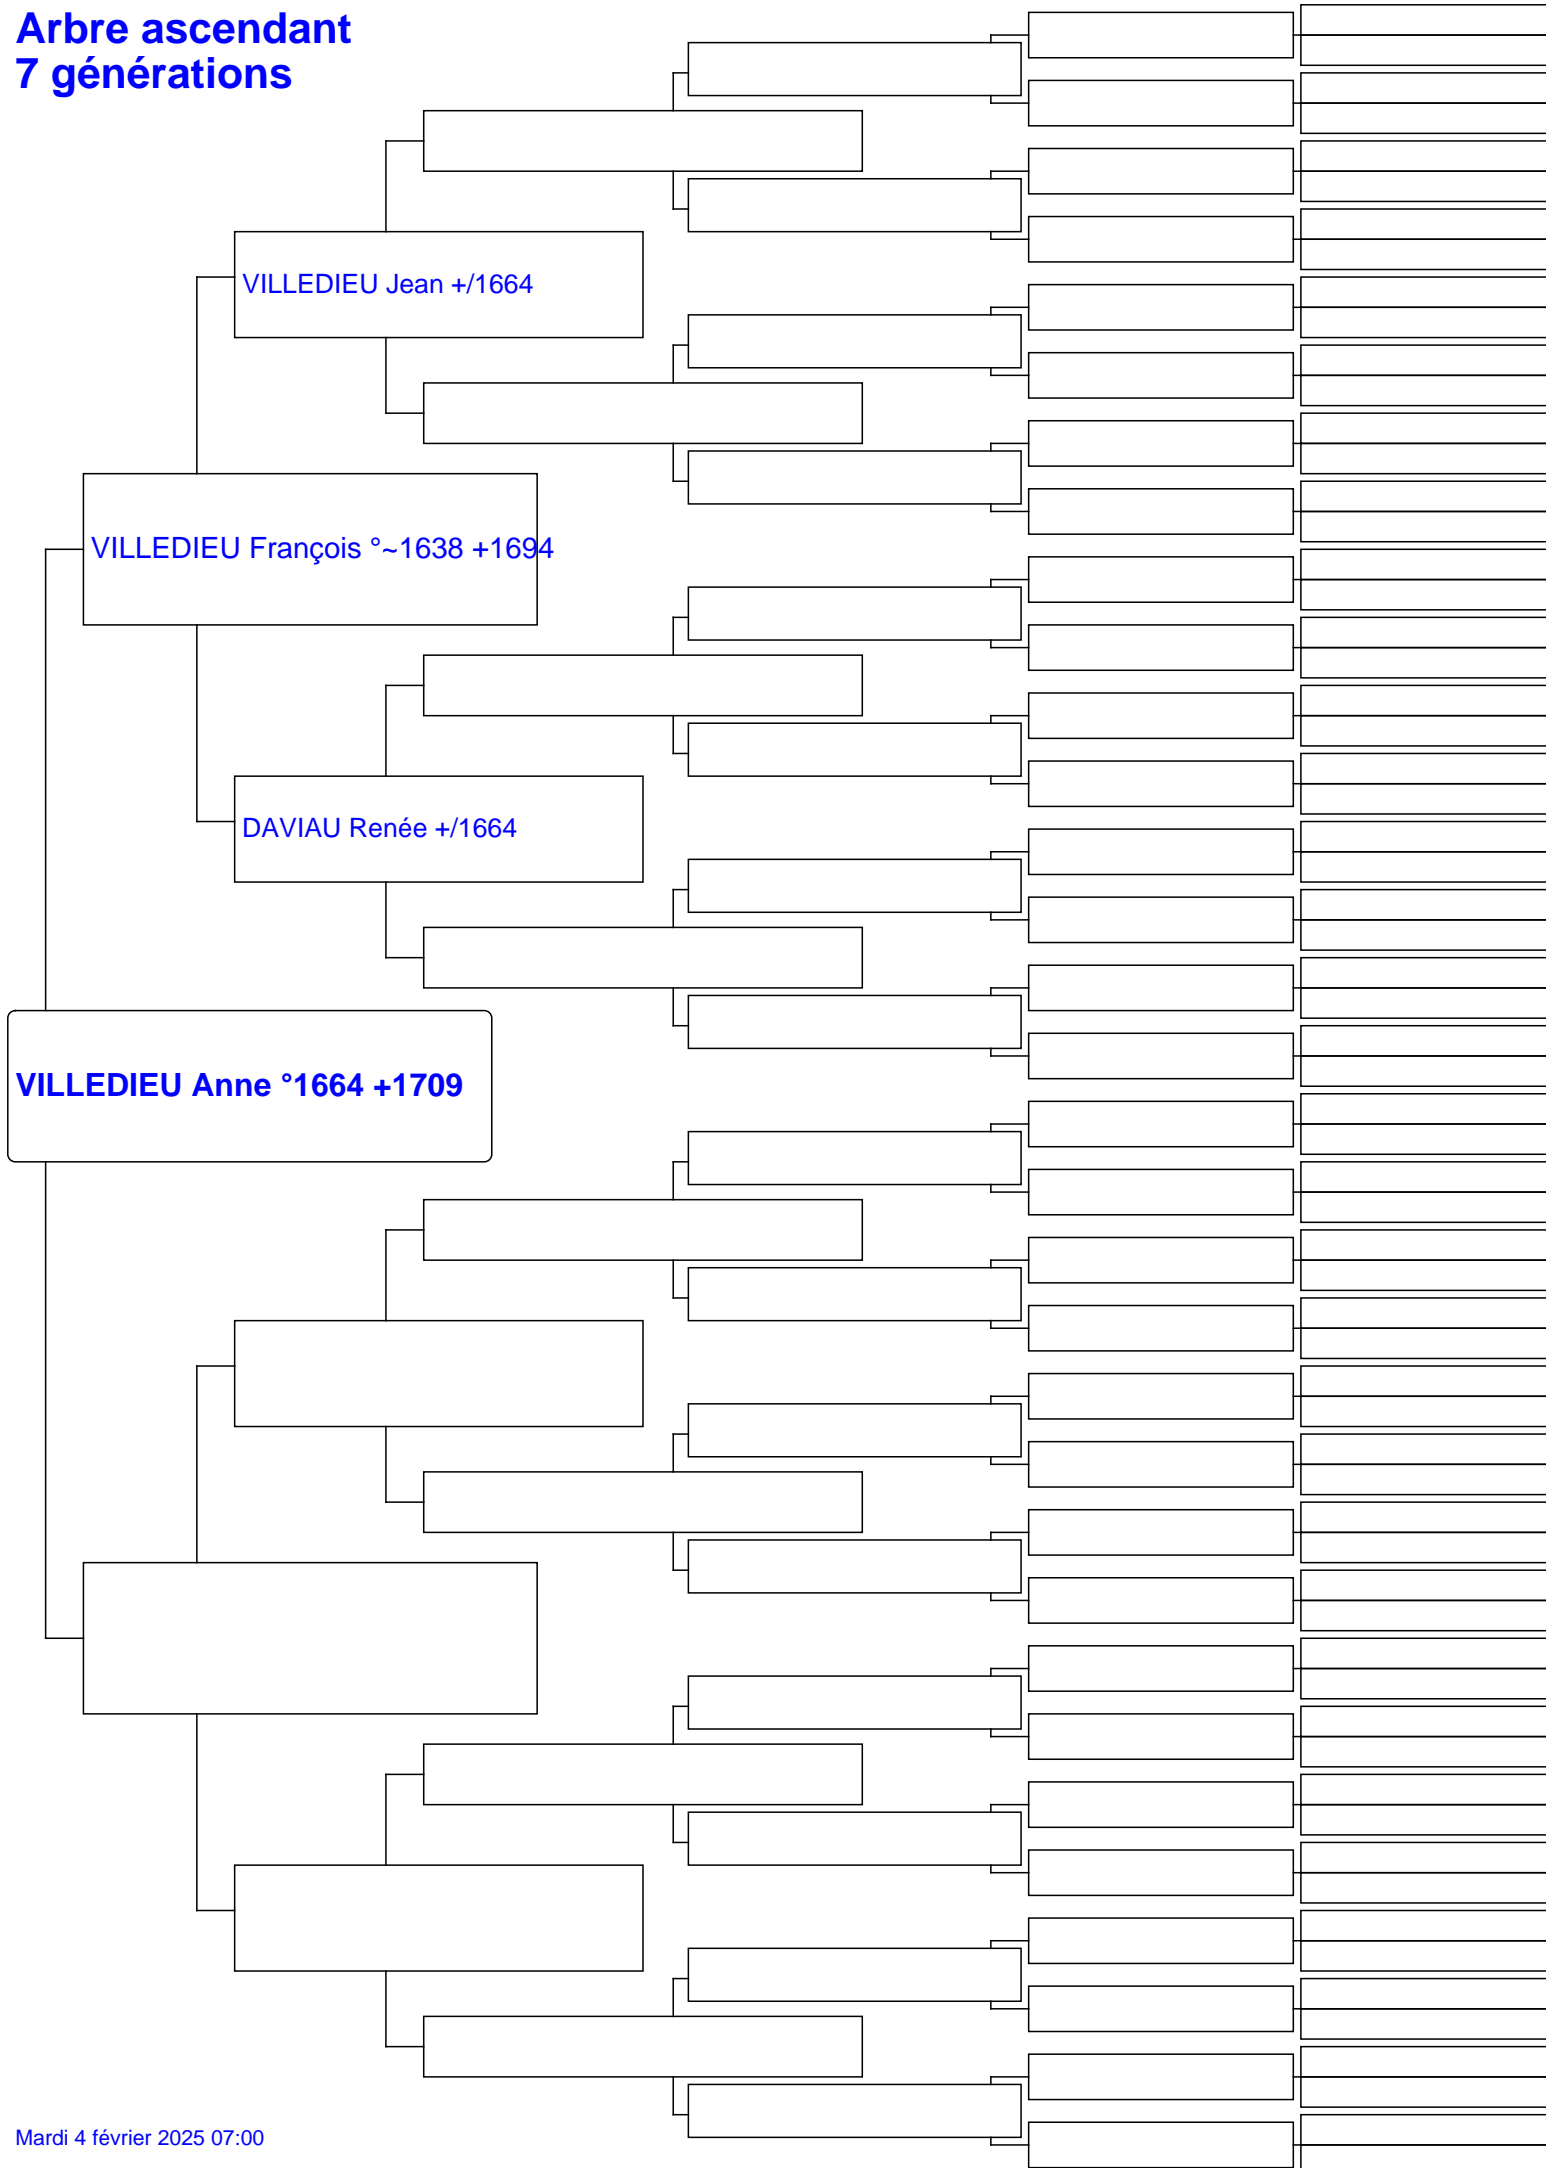 Arbre ascendant
7 générations
VILLEDIEU Jean +/1664
VILLEDIEU François °~1638 +1694
DAVIAU Renée +/1664
VILLEDIEU Anne °1664 +1709
Mardi 4 février 2025 07:00